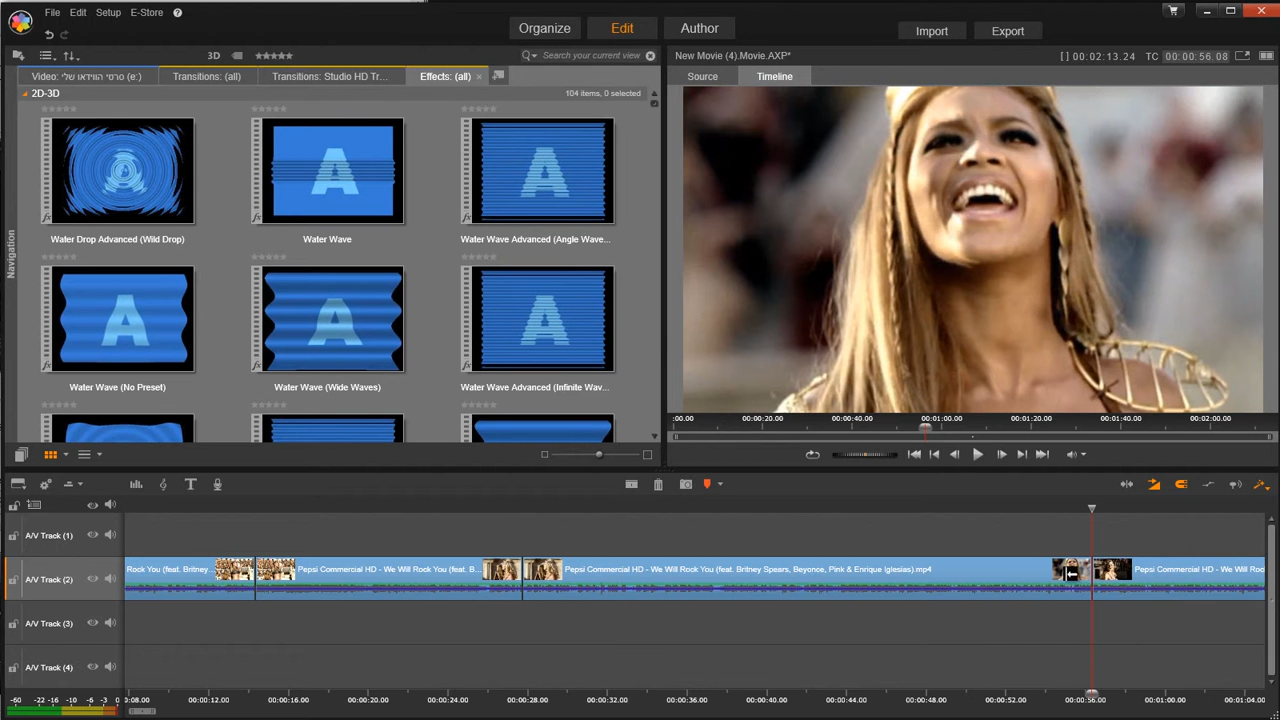 File Edit Setup E-Store ?
Organize Edit Author Import Export
3D Search your current view
New Movie (4).Movie.AXP* [ ] 00:02:13.24 TC 00:00:56.08
Video: סרטי הווידאו שלי (e:) Transitions: (all) Transitions: Studio HD Tr... Effects: (all) ×
Source Timeline
2D-3D 104 items, 0 selected
Navigation
A A A
fx fx fx
Water Drop Advanced (Wild Drop) Water Wave Water Wave Advanced (Angle Wave...
A A A
fx fx fx
Water Wave (No Preset) Water Wave (Wide Waves) Water Wave Advanced (Infinite Wav...
:00.00 00:00:20.00 00:00:40.00 00:01:00.00 00:01:20.00 00:01:40.00 00:02:00.00
T
A/V Track (1)
A/V Track (2) Rock You (feat. Britney... Pepsi Commercial HD - We Will Rock You (feat. B... Pepsi Commercial HD - We Will Rock You (feat. Britney Spears, Beyonce, Pink & Enrique Iglesias).mp4 Pepsi Commercial HD - We Will Roc
A/V Track (3)
A/V Track (4)
-60 -22 -16 -10 -6 -3 0 0:08.00 00:00:12.00 00:00:16.00 00:00:20.00 00:00:24.00 00:00:28.00 00:00:32.00 00:00:36.00 00:00:40.00 00:00:44.00 00:00:48.00 00:00:52.00 00:00:56.00 00:01:00.00 00:01:04.00